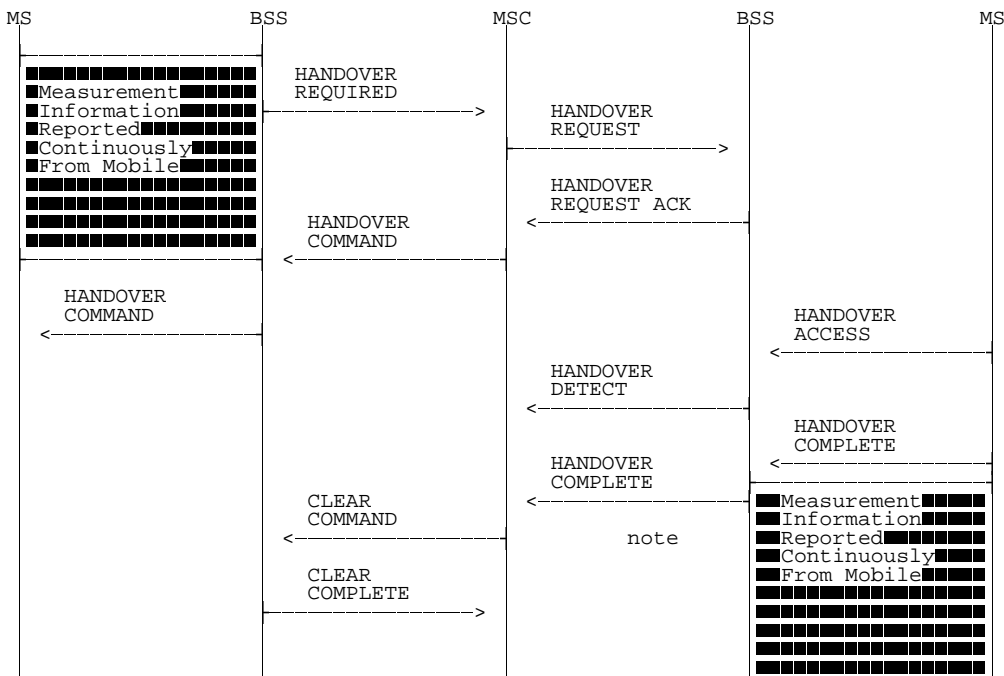 MS BSS MSC BSS MS
HANDOVER
REQUIRED
Measurement
Information
Reported
Continuously
From Mobile
HANDOVER
REQUEST
HANDOVER
REQUEST ACK
HANDOVER
COMMAND
HANDOVER
COMMAND
HANDOVER
ACCESS
HANDOVER
DETECT
HANDOVER
COMPLETE
HANDOVER
COMPLETE
CLEAR
COMMAND
note
Measurement
Information
Reported
Continuously
From Mobile
CLEAR
COMPLETE